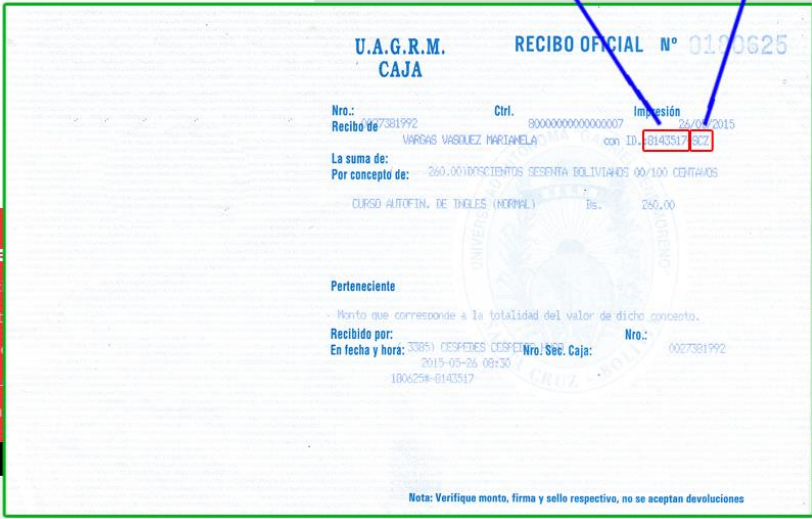 U.A.G.R.M.
CAJA
RECIBO OFICIAL Nº 0180625
Nro.: 0027381992 Ctrl. 8000000000000007 Impresión 26/05/2015
Recibo de VARGAS VASQUEZ MARIANELA con ID.:8143517 SCZ
La suma de:
Por concepto de: 260.00)DOSCIENTOS SESENTA BOLIVIANOS 00/100 CENTAVOS
CURSO AUTOFIN. DE INGLES (NORMAL) Bs. 260.00
Perteneciente
- Monto que corresponde a la totalidad del valor de dicho concepto.
Recibido por: Nro.:
En fecha y hora: ( 3385) CESPEDES CESPEDES Nro. Sec. Caja: 0027381992
2015-05-26 08:30
180625#-8143517
Nota: Verifique monto, firma y sello respectivo, no se aceptan devoluciones